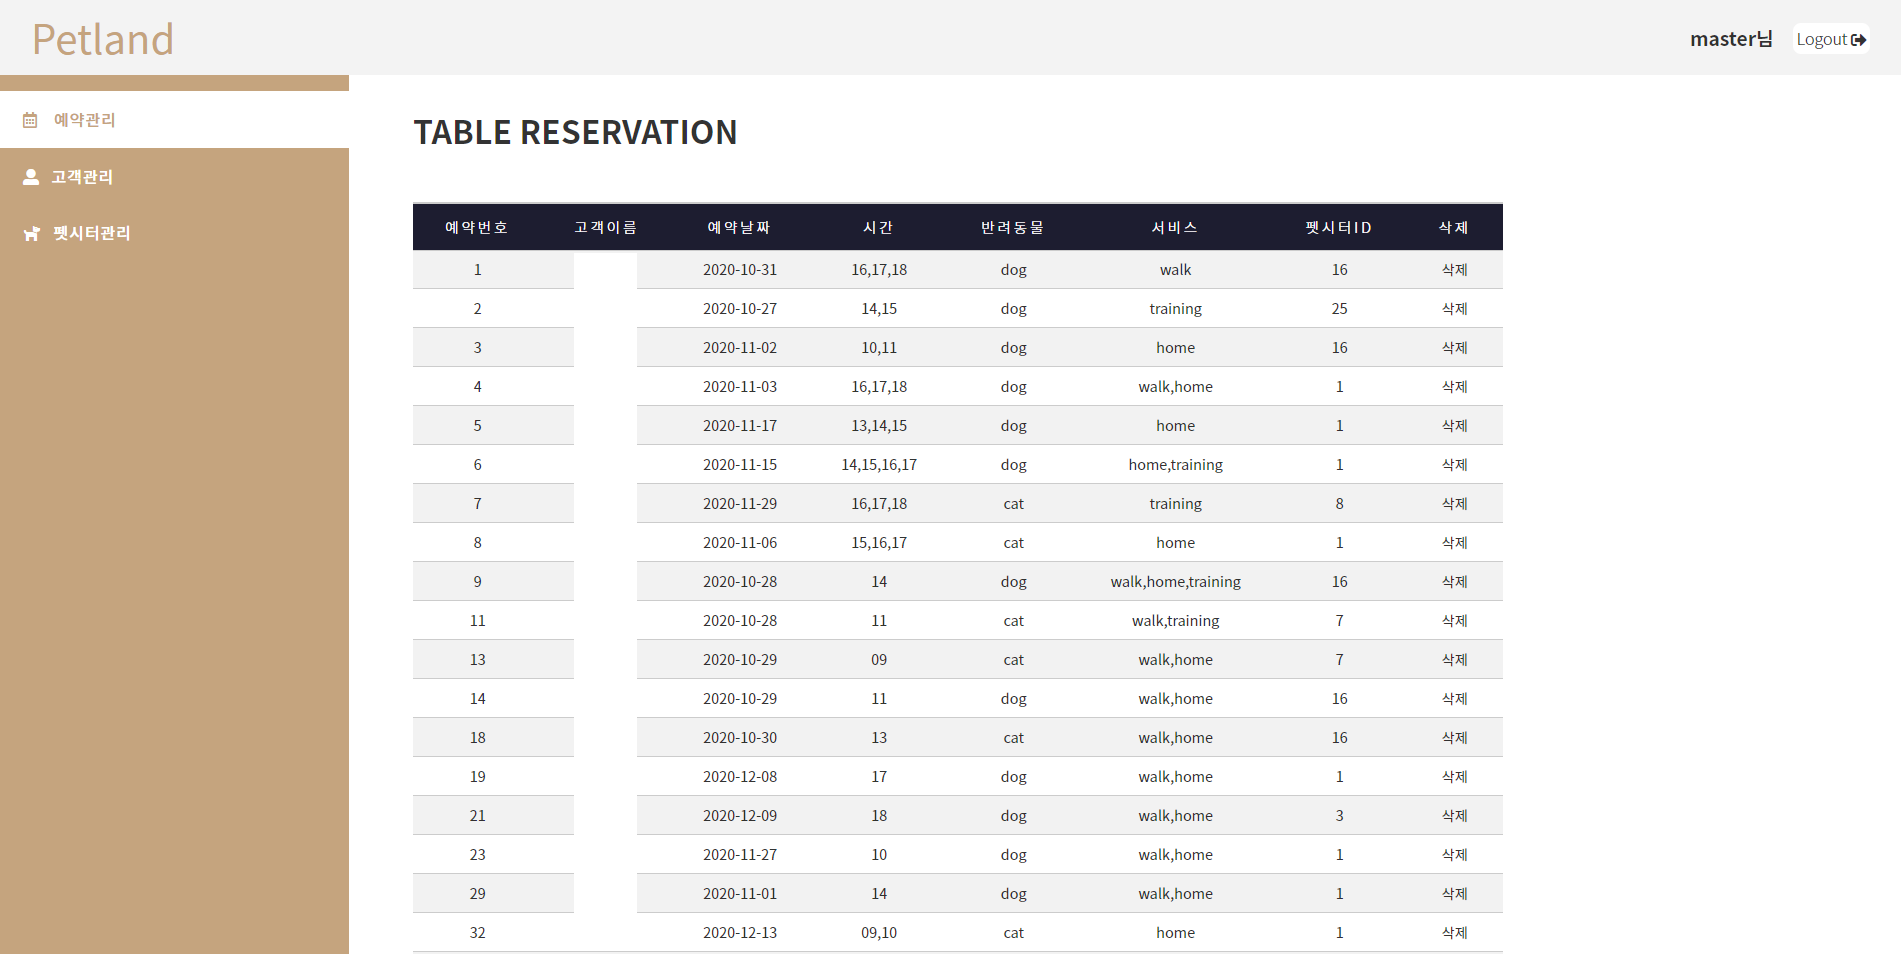 Petland
master님 Logout
예약관리
고객관리
펫시터관리
TABLE RESERVATION
예약번호 고객이름 예약날짜 시간 반려동물 서비스 펫시터ID 삭제
1 2020-10-31 16,17,18 dog walk 16 삭제
2 2020-10-27 14,15 dog training 25 삭제
3 2020-11-02 10,11 dog home 16 삭제
4 2020-11-03 16,17,18 dog walk,home 1 삭제
5 2020-11-17 13,14,15 dog home 1 삭제
6 2020-11-15 14,15,16,17 dog home,training 1 삭제
7 2020-11-29 16,17,18 cat training 8 삭제
8 2020-11-06 15,16,17 cat home 1 삭제
9 2020-10-28 14 dog walk,home,training 16 삭제
11 2020-10-28 11 cat walk,training 7 삭제
13 2020-10-29 09 cat walk,home 7 삭제
14 2020-10-29 11 dog walk,home 16 삭제
18 2020-10-30 13 cat walk,home 16 삭제
19 2020-12-08 17 dog walk,home 1 삭제
21 2020-12-09 18 dog walk,home 3 삭제
23 2020-11-27 10 dog walk,home 1 삭제
29 2020-11-01 14 dog walk,home 1 삭제
32 2020-12-13 09,10 cat home 1 삭제